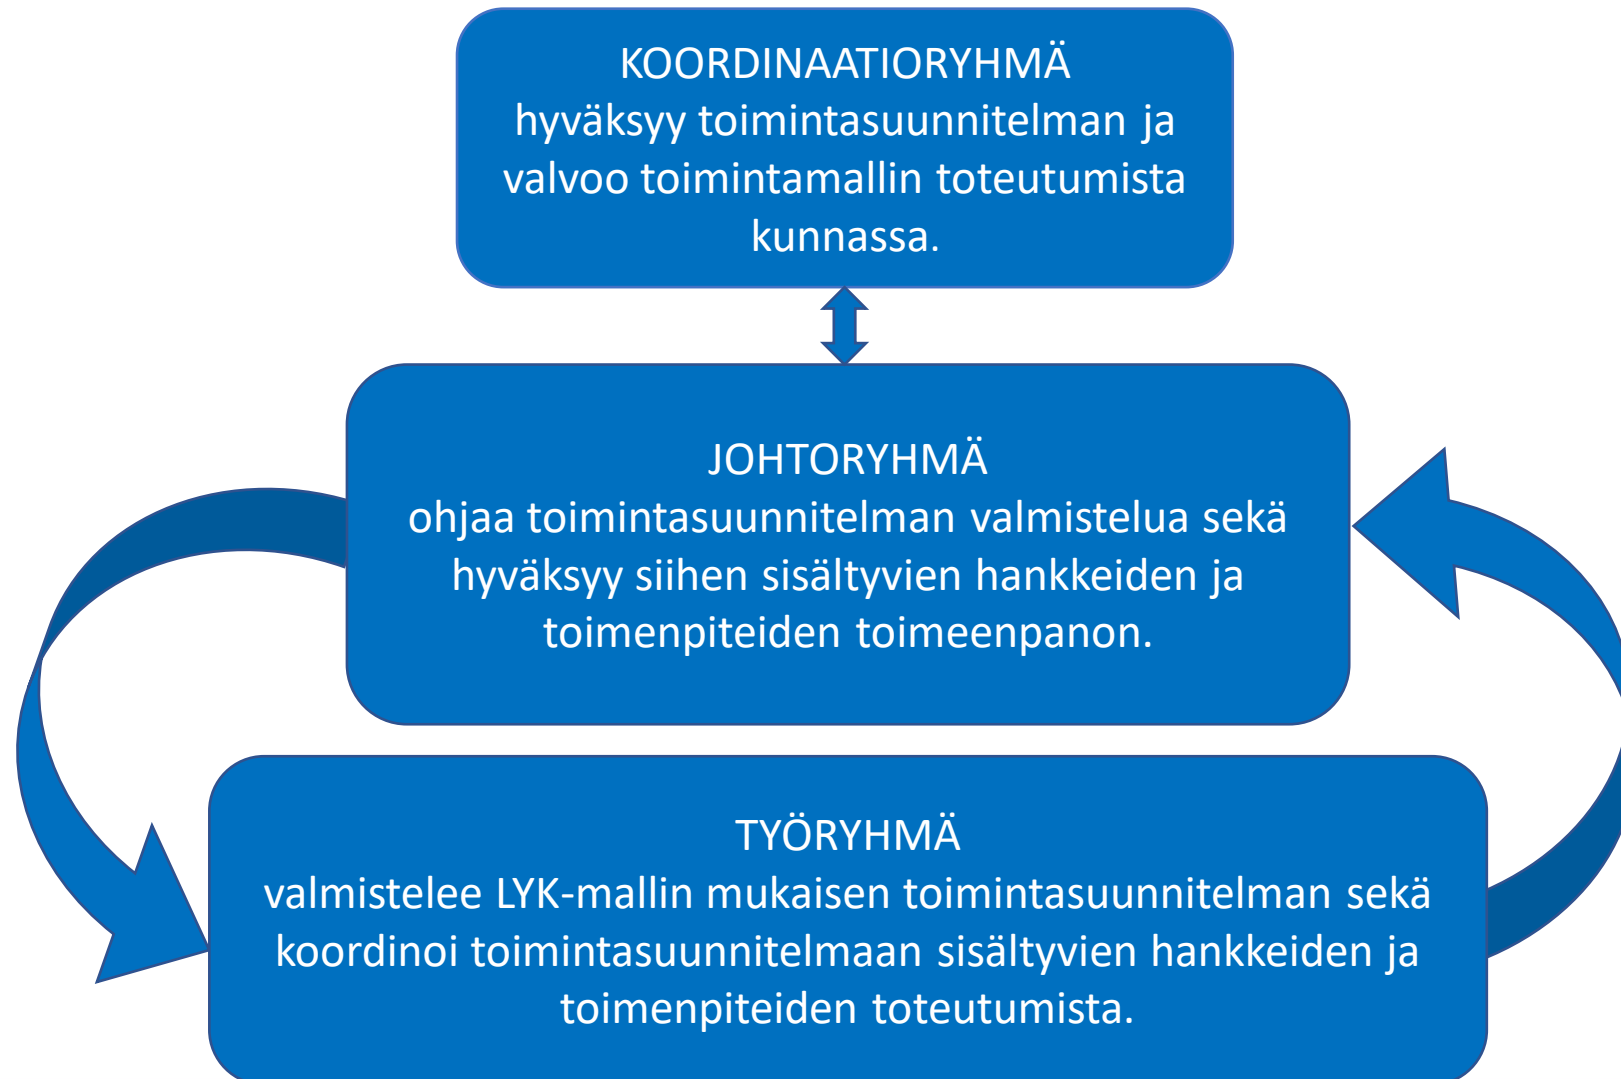 KOORDINAATIORYHMÄ
hyväksyy toimintasuunnitelman ja
valvoo toimintamallin toteutumista
kunnassa.
JOHTORYHMÄ
ohjaa toimintasuunnitelman valmistelua sekä
hyväksyy siihen sisältyvien hankkeiden ja
toimenpiteiden toimeenpanon.
TYÖRYHMÄ
valmistelee LYK-mallin mukaisen toimintasuunnitelman sekä
koordinoi toimintasuunnitelmaan sisältyvien hankkeiden ja
toimenpiteiden toteutumista.